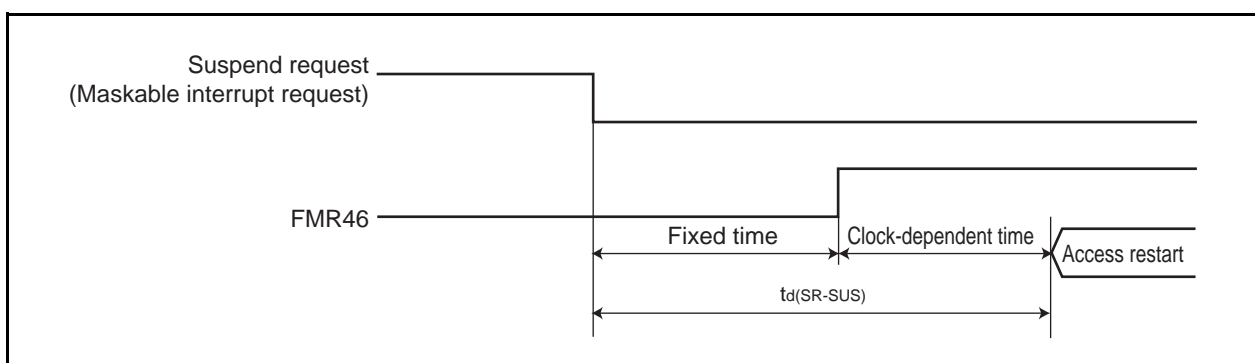 Suspend request
(Maskable interrupt request)
FMR46
Fixed time
Clock-dependent time
Access restart
td(SR-SUS)